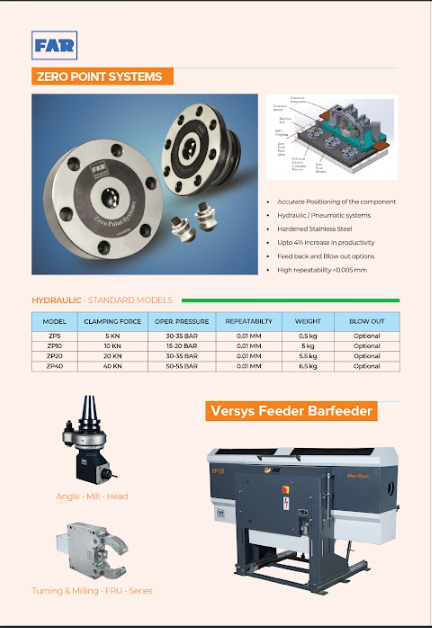 FAR
ZERO POINT SYSTEMS
FAR
Zero Point Systems
• Accurate Positioning of the component
• Hydraulic / Pneumatic systems
• Hardened Stainless Steel
• Upto 4% increase in productivity
• Feed back and Blow out options
• High repeatability <0.005 mm
HYDRAULIC - STANDARD MODELS
MODEL CLAMPING FORCE OPER. PRESSURE REPEATABILTY WEIGHT BLOW OUT
ZP5 5 KN 30-35 BAR 0.01 MM 0.5 kg Optional
ZP10 10 KN 15-20 BAR 0.01 MM 5 kg Optional
ZP20 20 KN 30-35 BAR 0.01 MM 5.5 kg Optional
ZP40 40 KN 50-55 BAR 0.01 MM 6.5 kg Optional
Versys Feeder Barfeeder
Angle - Mill - Head
Turning & Milling - FRU - Series